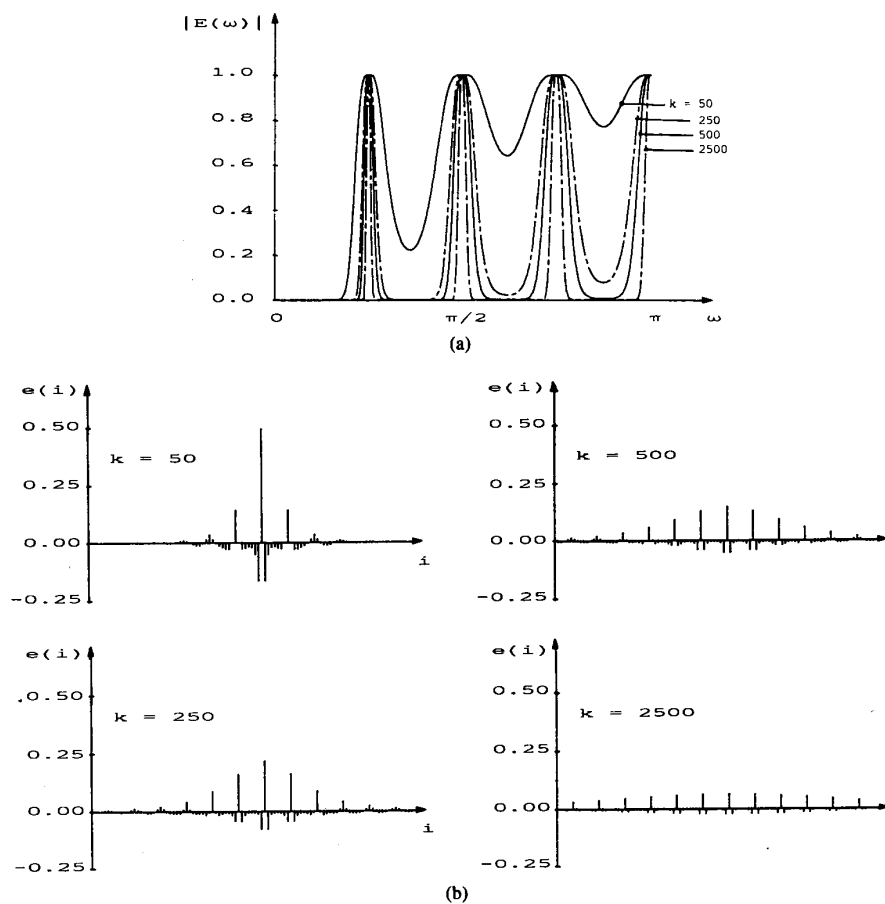 |E(ω)|
1.0
0.8
0.6
0.4
0.2
0.0
k = 50
250
500
2500
0
π/2
π
ω
(a)
e(i)
0.50
k = 50
0.25
0.00
i
-0.25
e(i)
0.50
k = 500
0.25
0.00
-0.25
e(i)
0.50
k = 250
0.25
0.00
i
-0.25
e(i)
0.50
k = 2500
0.25
0.00
-0.25
(b)